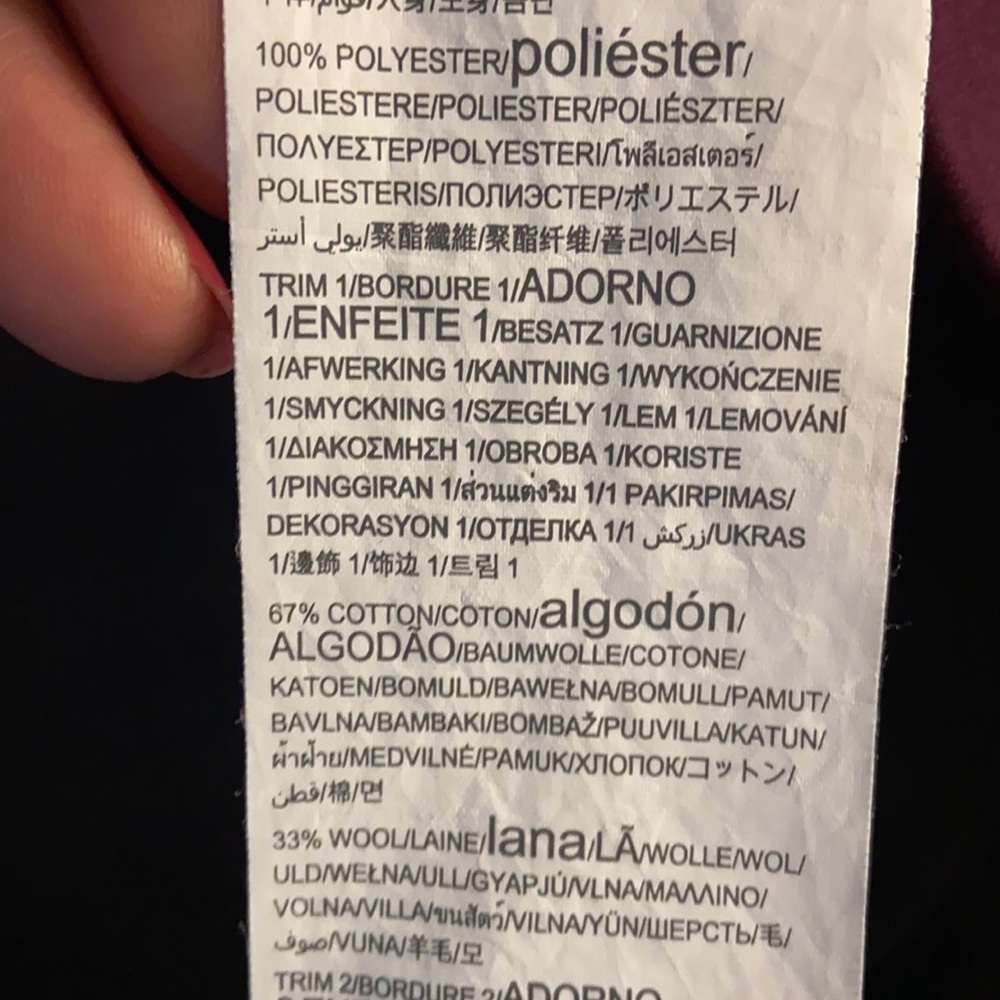 100% POLYESTER/poliéster/
POLIESTERE/POLIESTER/POLIÉSZTER/
ΠΟΛΥΕΣΤΕΡ/POLYESTERI/โพลีเอสเตอร์/
POLIESTERIS/ПОЛИЭСТЕР/ポリエステル/
بولي أستر/聚酯纖維/聚酯纤维/폴리에스터
TRIM 1/BORDURE 1/ADORNO
1/ENFEITE 1/BESATZ 1/GUARNIZIONE
1/AFWERKING 1/KANTNING 1/WYKOŃCZENIE
1/SMYCKNING 1/SZEGÉLY 1/LEM 1/LEMOVÁNÍ
1/ΔΙΑΚΟΣΜΗΣΗ 1/OBROBA 1/KORISTE
1/PINGGIRAN 1/ส่วนแต่งริม 1/1 PAKIRPIMAS/
DEKORASYON 1/ОТДЕЛКА 1/1 زركش/UKRAS
1/邊飾 1/饰边 1/트림 1
67% COTTON/COTON/algodón/
ALGODÃO/BAUMWOLLE/COTONE/
KATOEN/BOMULD/BAWEŁNA/BOMULL/PAMUT/
BAVLNA/BAMBAKI/BOMBAŽ/PUUVILLA/KATUN/
ผ้าฝ้าย/MEDVILNĖ/PAMUK/ХЛОПОК/コットン/
قطن/棉/면
33% WOOL/LAINE/lana/LÃ/WOLLE/WOL/
ULD/WEŁNA/ULL/GYAPJÚ/VLNA/ΜΑΛΛΙΝΟ/
VOLNA/VILLA/ขนสัตว์/VILNA/YÜN/ШЕРСТЬ/毛/
صوف/VUNA/羊毛/모
TRIM 2/BORDURE 2/ADORNO